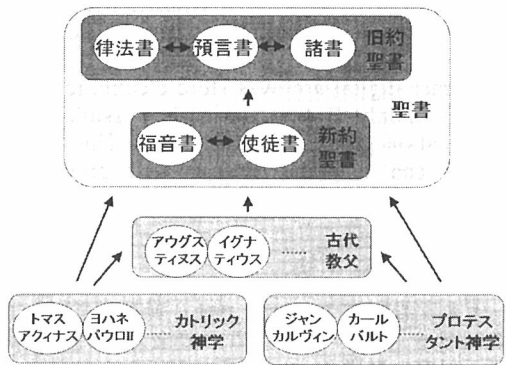 律法書 預言書 諸書 旧約
聖書
聖書
福音書 使徒書 新約
聖書
アウグス
ティヌス
イグナ
ティウス
…… 古代
教父
トマス
アクィナス
ヨハネ
パウロII
…… カトリック
神学
ジャン
カルヴィン
カール
バルト
…… プロテス
タント神学